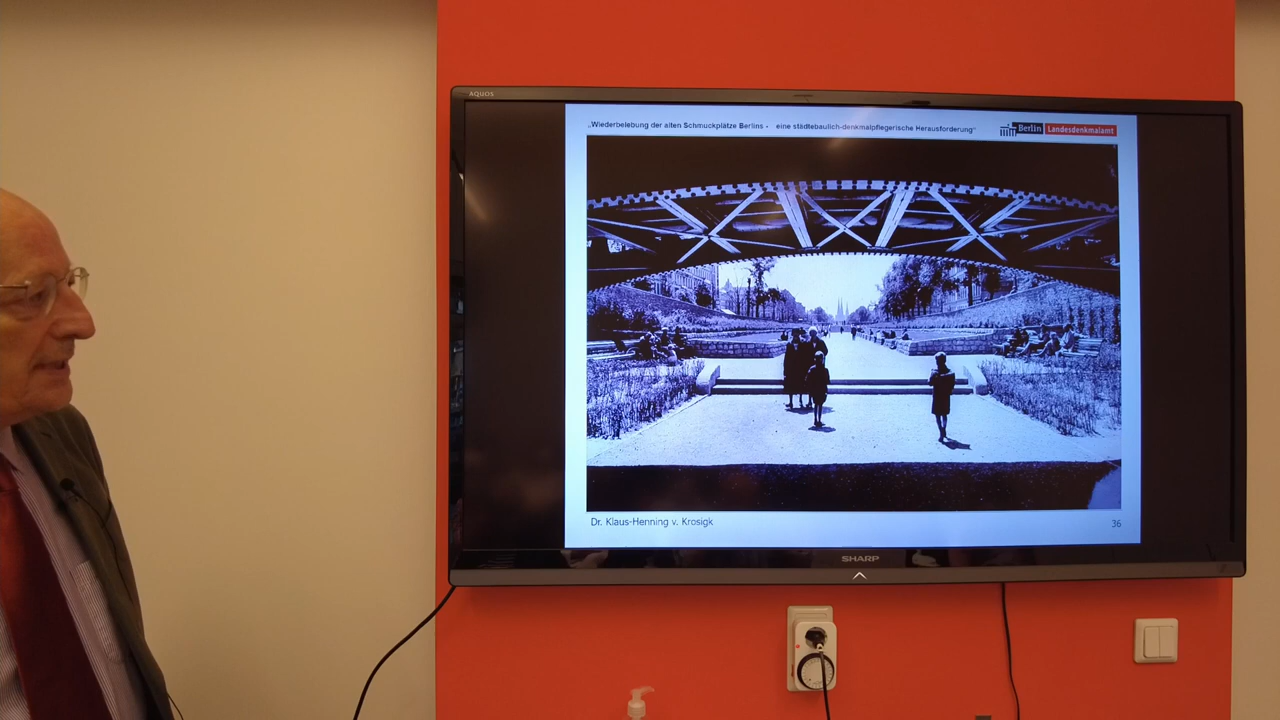 AQUOS
„Wiederbelebung der alten Schmuckplätze Berlins - eine städtebaulich-denkmalpflegerische Herausforderung“
Berlin Landesdenkmalamt
Dr. Klaus-Henning v. Krosigk
36
SHARP